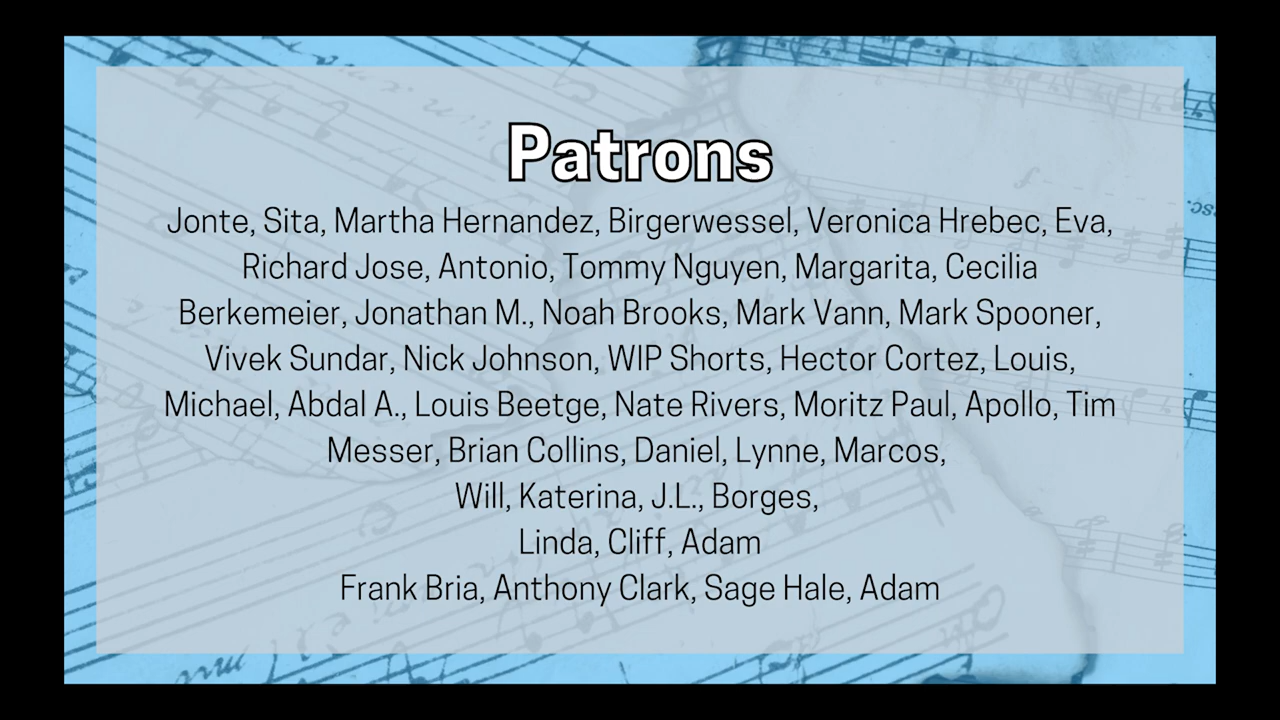 Patrons
Jonte, Sita, Martha Hernandez, Birgerwessel, Veronica Hrebec, Eva,
Richard Jose, Antonio, Tommy Nguyen, Margarita, Cecilia
Berkemeier, Jonathan M., Noah Brooks, Mark Vann, Mark Spooner,
Vivek Sundar, Nick Johnson, WIP Shorts, Hector Cortez, Louis,
Michael, Abdal A., Louis Beetge, Nate Rivers, Moritz Paul, Apollo, Tim
Messer, Brian Collins, Daniel, Lynne, Marcos,
Will, Katerina, J.L., Borges,
Linda, Cliff, Adam
Frank Bria, Anthony Clark, Sage Hale, Adam